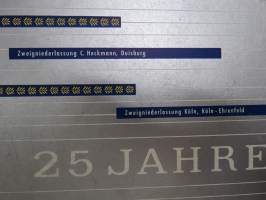 Zweigniederlassung C. Heckmann, Duisburg
Zweigniederlassung Köln, Köln-Ehrenfeld
25 JAHRE